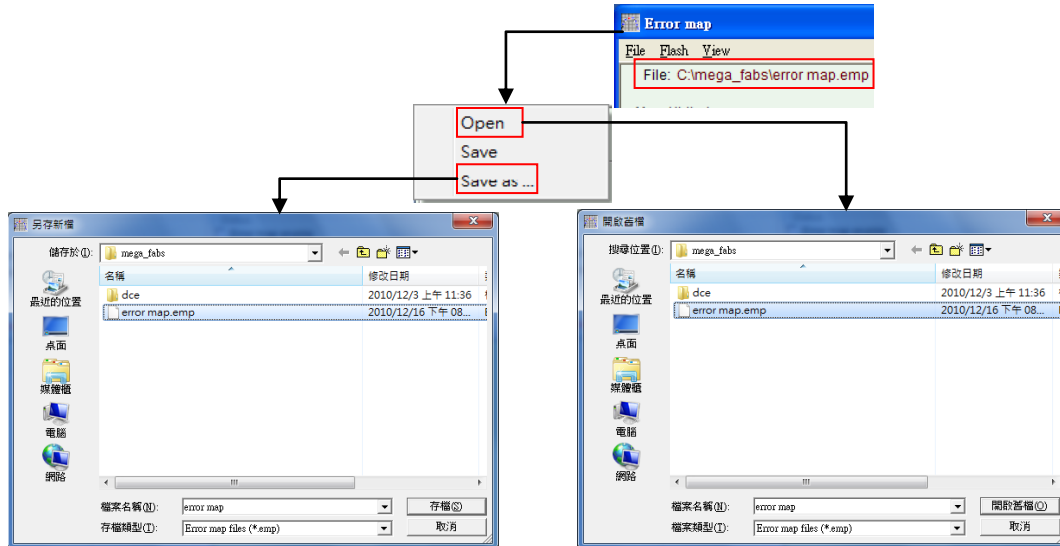 Error map
File Flash View
File: C:\mega_fabs\error map.emp
Open
Save
Save as ...
另存新檔
儲存於(I): mega_fabs
名稱 修改日期
dce 2010/12/3 上午 11:36
error map.emp 2010/12/16 下午 08...
最近的位置
桌面
媒體櫃
電腦
網路
檔案名稱(N): error map 存檔(S)
存檔類型(T): Error map files (*.emp) 取消
開啟舊檔
搜尋位置(I): mega_fabs
名稱 修改日期
dce 2010/12/3 上午 11:36
error map.emp 2010/12/16 下午 08...
最近的位置
桌面
媒體櫃
電腦
網路
檔案名稱(N): error map 開啟舊檔(O)
檔案類型(T): Error map files (*.emp) 取消